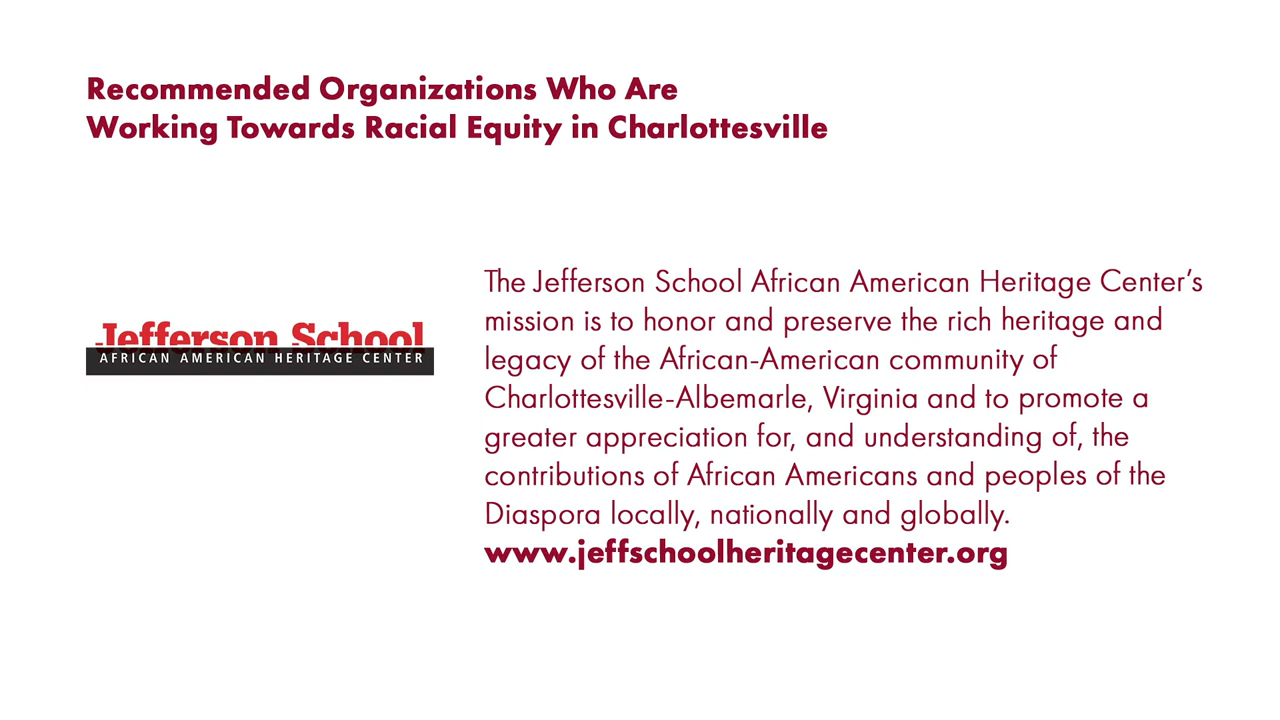 Recommended Organizations Who Are
Working Towards Racial Equity in Charlottesville
Jefferson School
AFRICAN AMERICAN HERITAGE CENTER
The Jefferson School African American Heritage Center’s
mission is to honor and preserve the rich heritage and
legacy of the African-American community of
Charlottesville-Albemarle, Virginia and to promote a
greater appreciation for, and understanding of, the
contributions of African Americans and peoples of the
Diaspora locally, nationally and globally.
www.jeffschoolheritagecenter.org